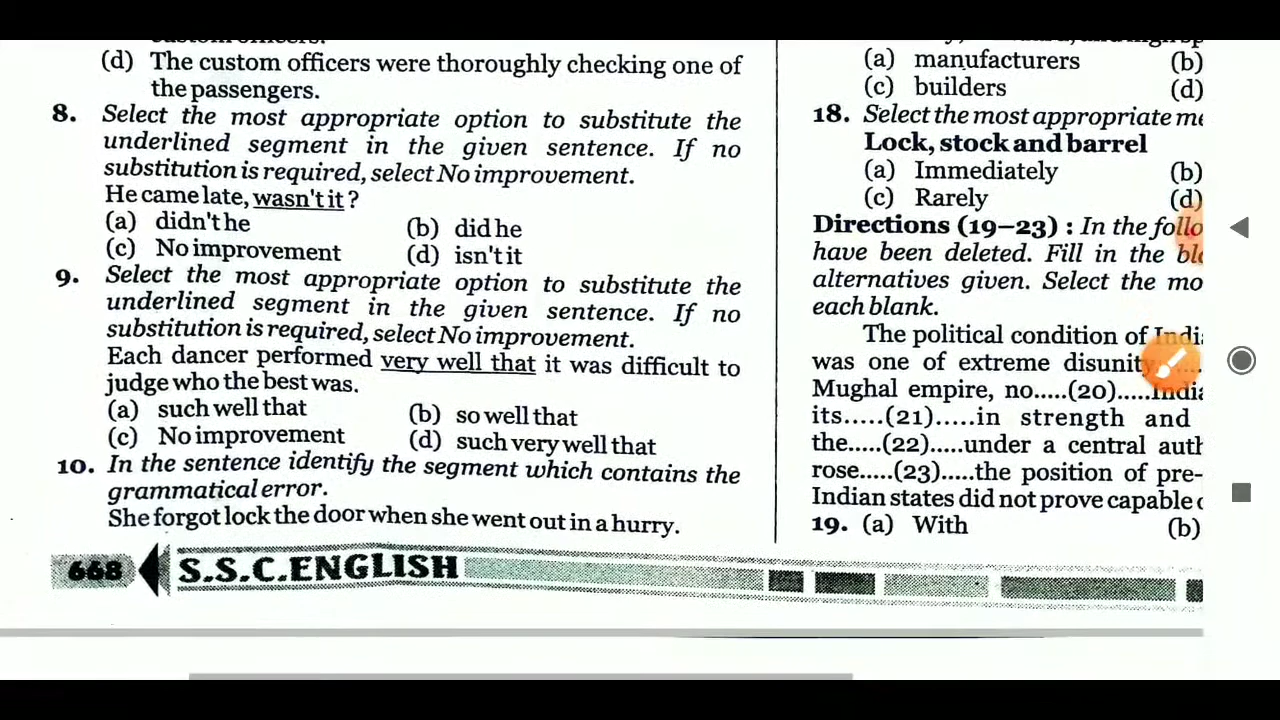 (d) The custom officers were thoroughly checking one of
the passengers.
8. Select the most appropriate option to substitute the
underlined segment in the given sentence. If no
substitution is required, select No improvement.
He came late, wasn't it ?
(a) didn't he (b) did he
(c) No improvement (d) isn't it
9. Select the most appropriate option to substitute the
underlined segment in the given sentence. If no
substitution is required, select No improvement.
Each dancer performed very well that it was difficult to
judge who the best was.
(a) such well that (b) so well that
(c) No improvement (d) such very well that
10. In the sentence identify the segment which contains the
grammatical error.
She forgot lock the door when she went out in a hurry.
668 S.S.C. ENGLISH
(a) manufacturers (b)
(c) builders (d)
18. Select the most appropriate
Lock, stock and barrel
(a) Immediately (b)
(c) Rarely (d)
Directions (19–23) : In the
have been deleted. Fill in the
alternatives given. Select the
each blank.
The political condition of
was one of extreme disunity
Mughal empire, no.....(20).....
its.....(21).....in strength and
the.....(22).....under a central
rose.....(23).....the position of pre-
Indian states did not prove capable
19. (a) With (b)